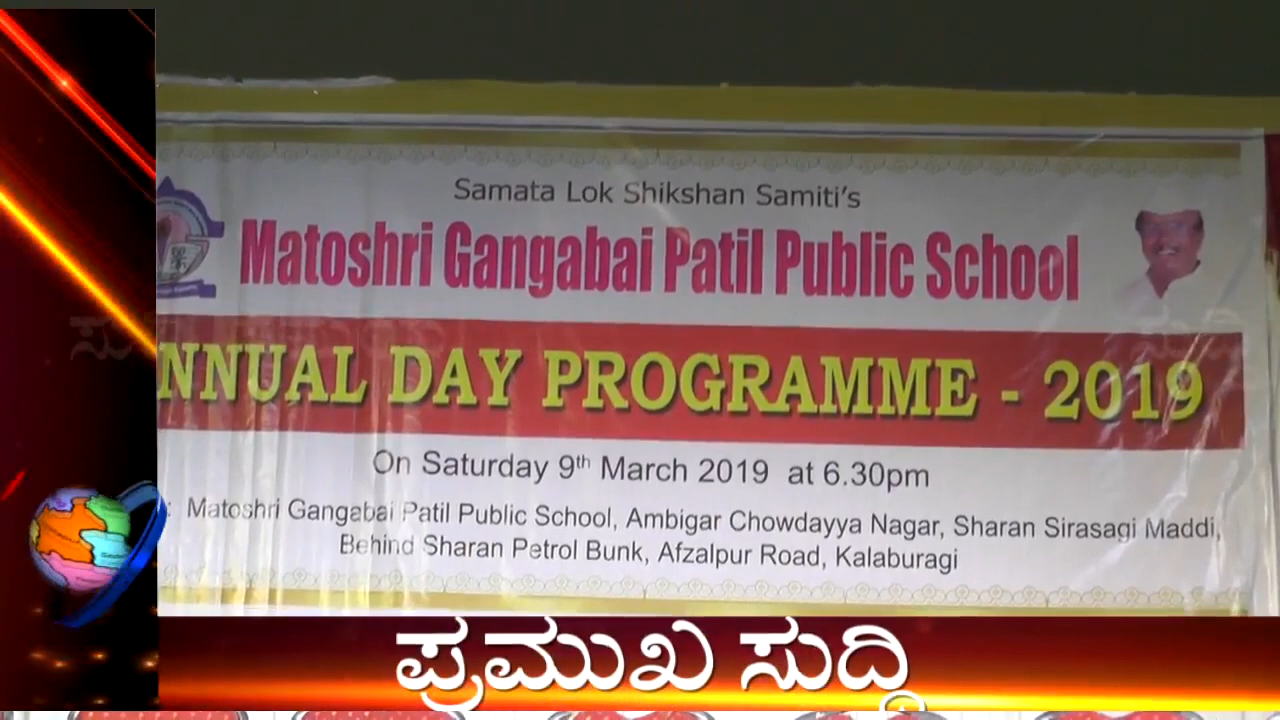 Samata Lok Shikshan Samiti's
Matoshri Gangabai Patil Public School
NNUAL DAY PROGRAMME - 2019
On Saturday 9th March 2019 at 6.30pm
: Matoshri Gangabai Patil Public School, Ambigar Chowdayya Nagar, Sharan Sirasagi Maddi,
Behind Sharan Petrol Bunk, Afzalpur Road, Kalaburagi
ಪ್ರಮುಖ ಸುದ್ದಿ